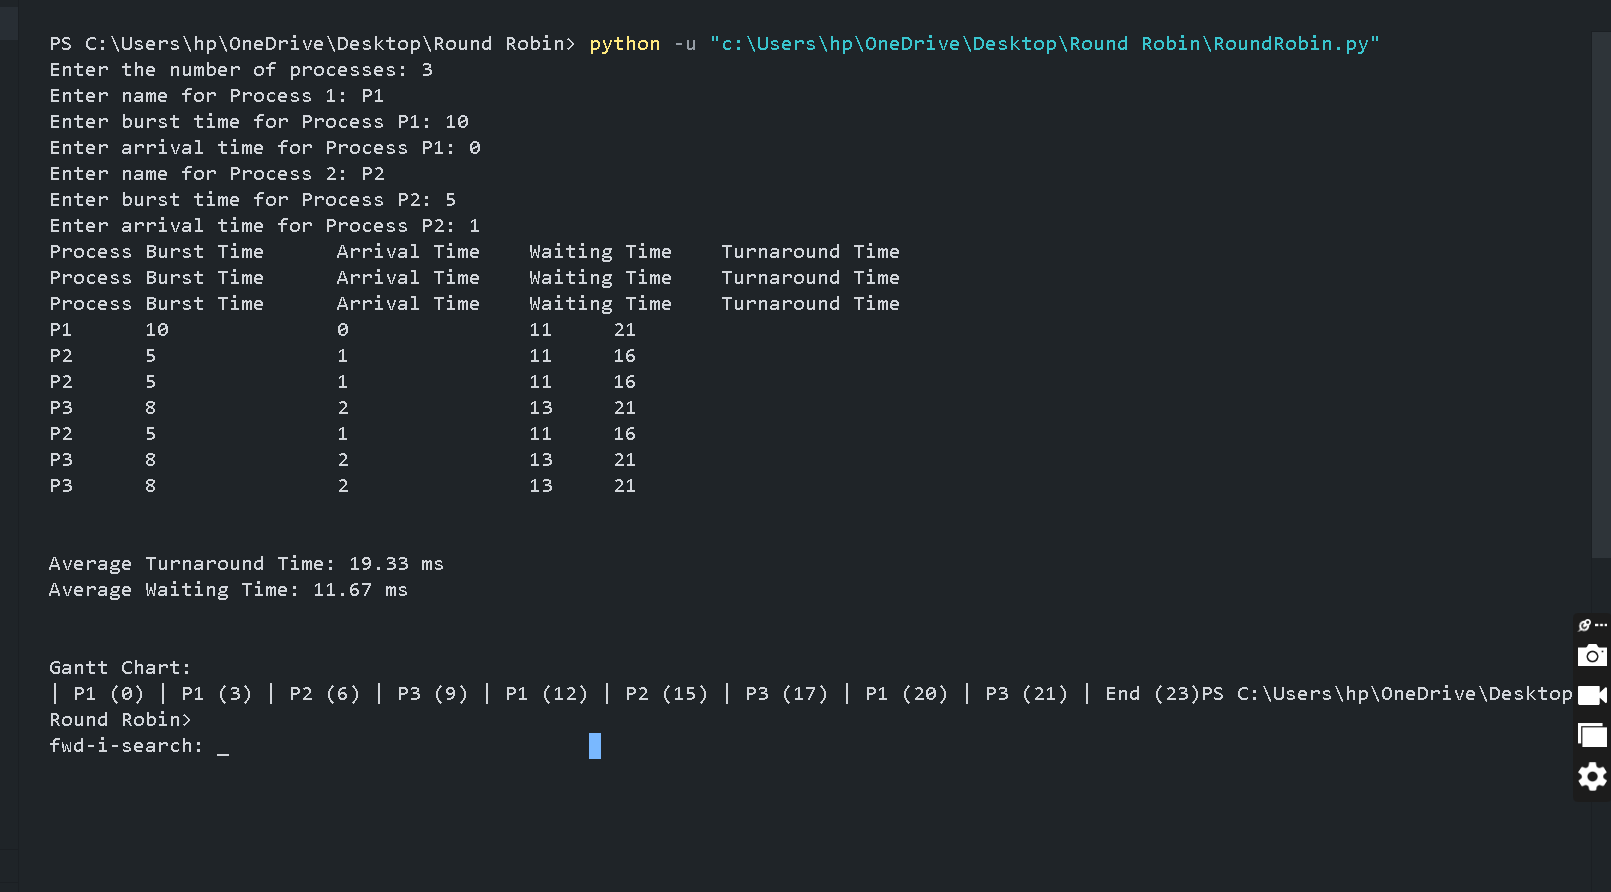 PS C:\Users\hp\OneDrive\Desktop\Round Robin> python -u "c:\Users\hp\OneDrive\Desktop\Round Robin\RoundRobin.py"
Enter the number of processes: 3
Enter name for Process 1: P1
Enter burst time for Process P1: 10
Enter arrival time for Process P1: 0
Enter name for Process 2: P2
Enter burst time for Process P2: 5
Enter arrival time for Process P2: 1
Process Burst Time      Arrival Time    Waiting Time    Turnaround Time
Process Burst Time      Arrival Time    Waiting Time    Turnaround Time
Process Burst Time      Arrival Time    Waiting Time    Turnaround Time
P1      10              0               11     21
P2      5               1               11     16
P2      5               1               11     16
P3      8               2               13     21
P2      5               1               11     16
P3      8               2               13     21
P3      8               2               13     21
Average Turnaround Time: 19.33 ms
Average Waiting Time: 11.67 ms
Gantt Chart:
| P1 (0) | P1 (3) | P2 (6) | P3 (9) | P1 (12) | P2 (15) | P3 (17) | P1 (20) | P3 (21) | End (23)PS C:\Users\hp\OneDrive\Desktop
Round Robin>
fwd-i-search: _